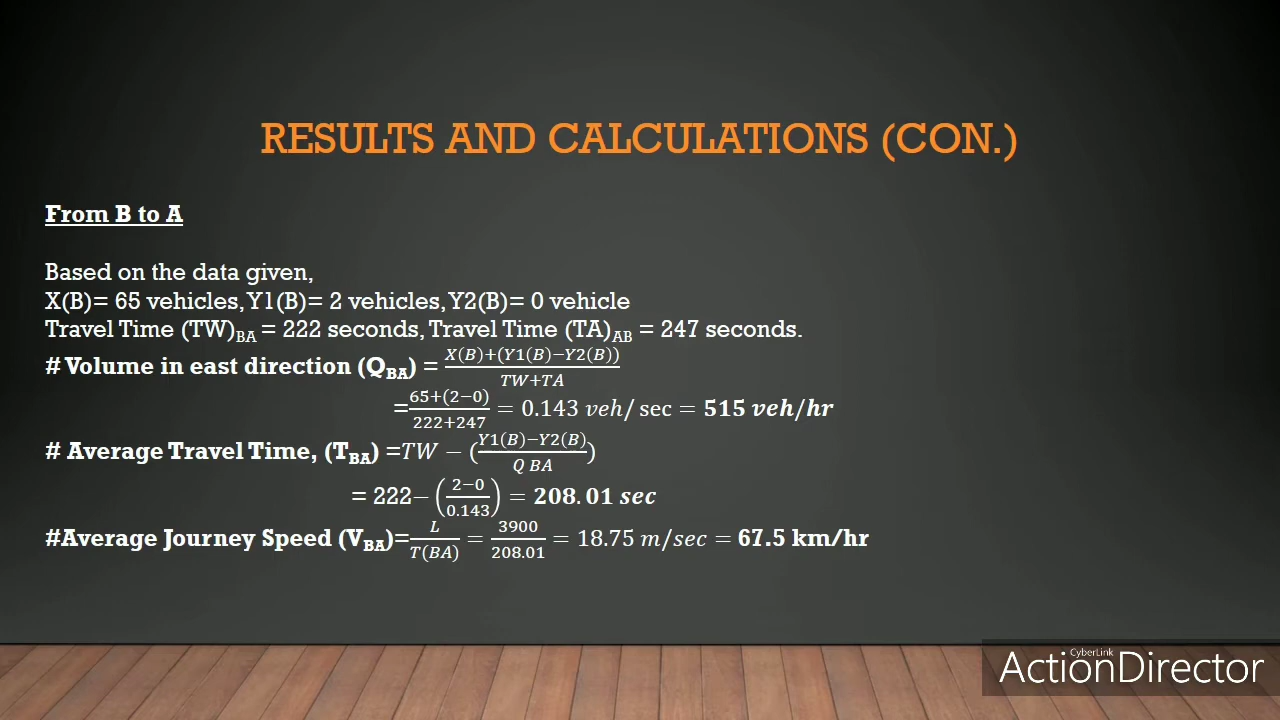 RESULTS AND CALCULATIONS (CON.)
From B to A
Based on the data given,
X(B)= 65 vehicles, Y1(B)= 2 vehicles, Y2(B)= 0 vehicle
Travel Time (TW)BA = 222 seconds, Travel Time (TA)AB = 247 seconds.
# Volume in east direction (QBA) = X(B)+(Y1(B)−Y2(B)) / TW+TA
= 65+(2−0) / 222+247 = 0.143 veh/ sec = 515 veh/hr
# Average Travel Time, (TBA) =TW − (Y1(B)−Y2(B) / Q BA)
= 222− (2−0 / 0.143) = 208.01 sec
#Average Journey Speed (VBA)= L / T(BA) = 3900 / 208.01 = 18.75 m/sec = 67.5 km/hr
CyberLink
ActionDirector